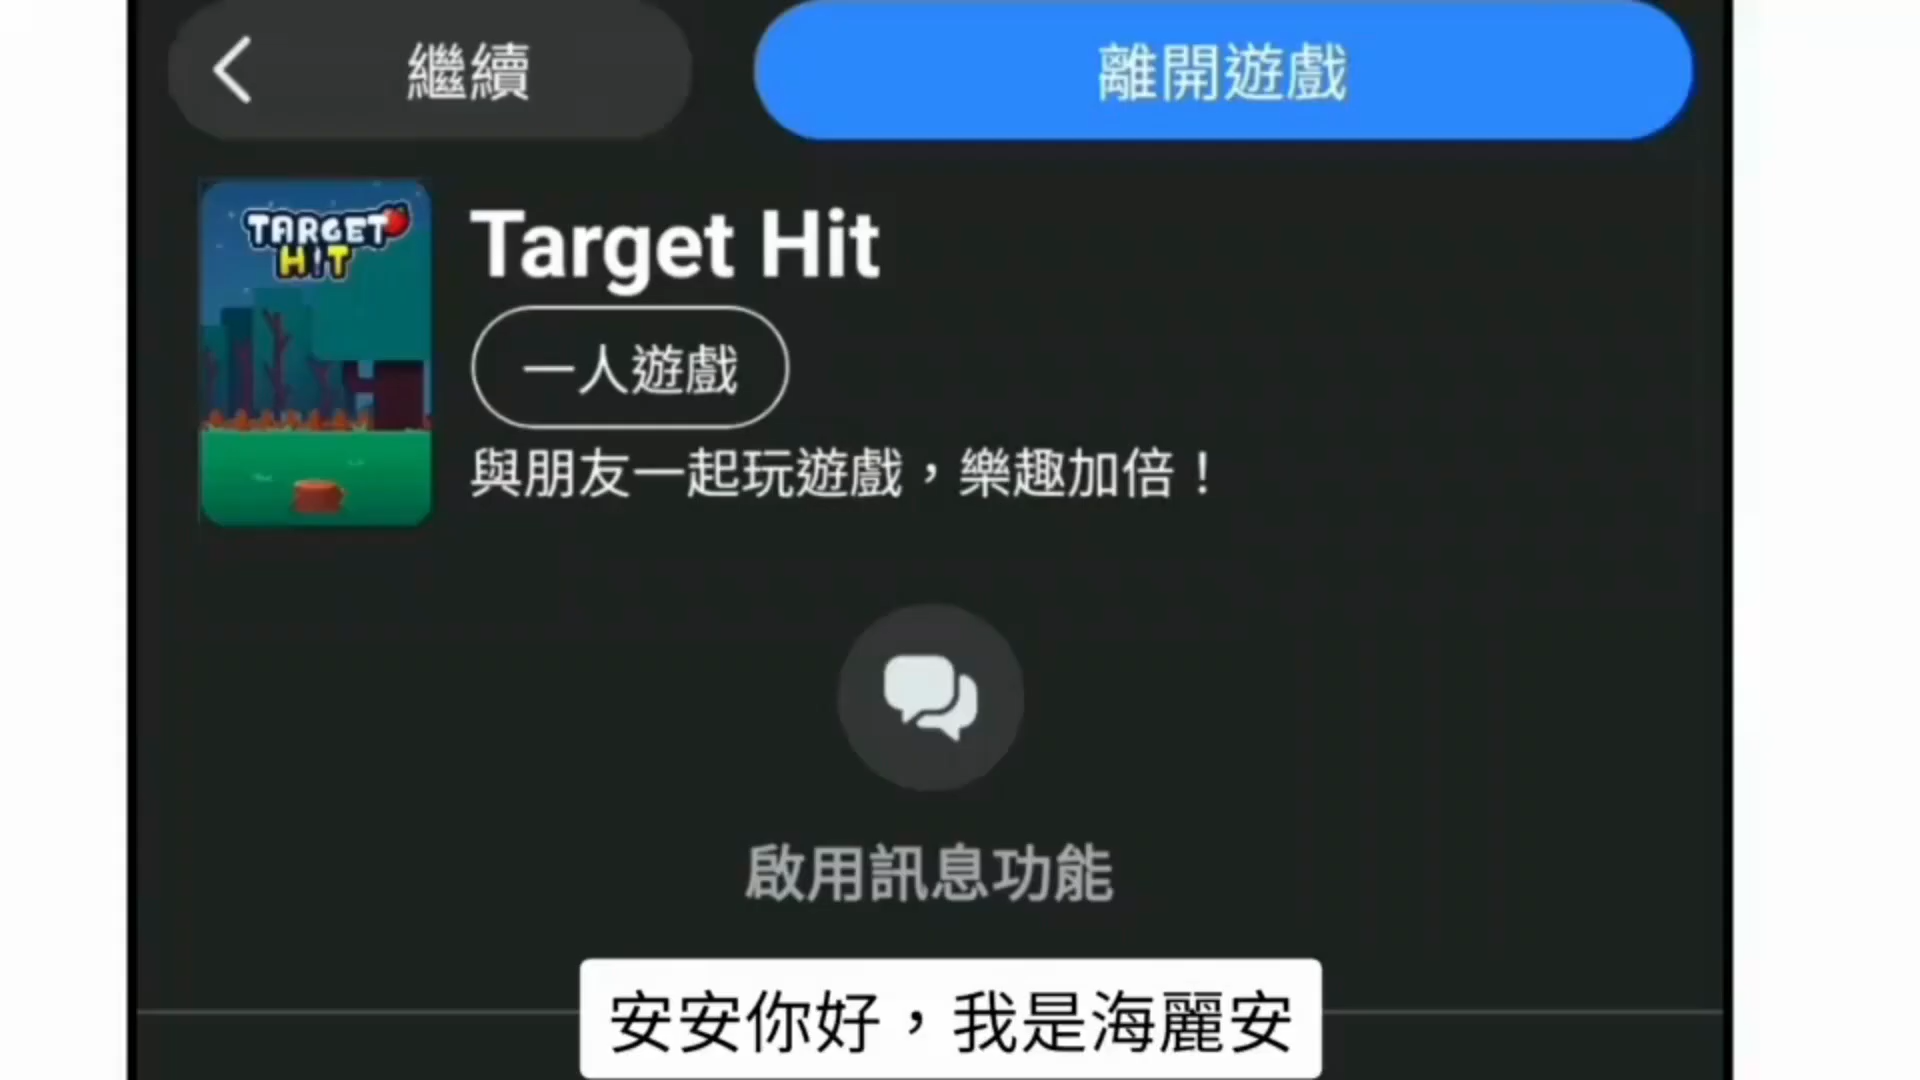 繼續
離開遊戲
TARGET
HIT
Target Hit
一人遊戲
與朋友一起玩遊戲，樂趣加倍！
啟用訊息功能
安安你好，我是海麗安